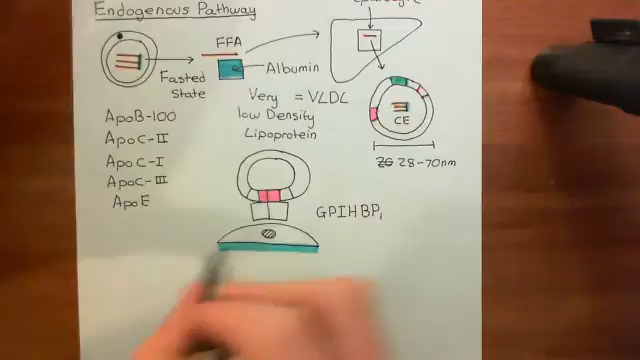 Endogenous Pathway
FFA
Albumin
Fasted
State
Very = VLDL
low Density
Lipoprotein
CE
28-70nm
ApoB-100
ApoC-II
ApoC-I
ApoC-III
ApoE
GPIHBP1